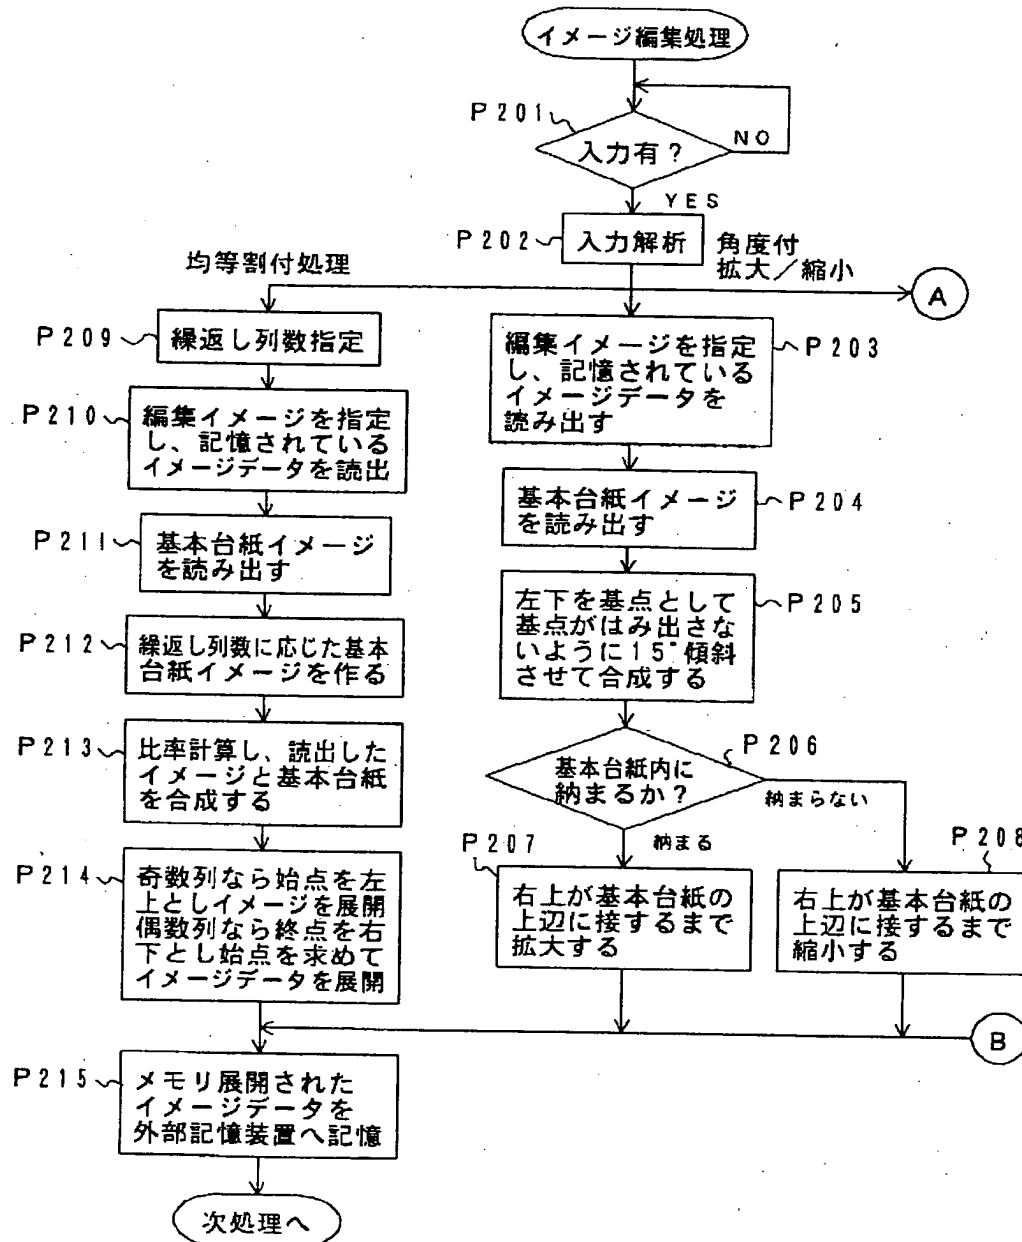 イメージ編集処理
P201
入力有?
NO
YES
P202
入力解析
角度付
拡大/縮小
均等割付処理
A
P209
繰返し列数指定
P203
編集イメージを指定
し、記憶されている
イメージデータを
読み出す
P210
編集イメージを指定
し、記憶されている
イメージデータを読出
P204
基本台紙イメージ
を読み出す
P211
基本台紙イメージ
を読み出す
P205
左下を基点として
基点がはみ出さな
いように15°傾斜
させて合成する
P212
繰返し列数に応じた基本
台紙イメージを作る
P213
比率計算し、読出した
イメージと基本台紙
を合成する
P206
基本台紙内に
納まるか?
納まらない
納まる
P207
右上が基本台紙の
上辺に接するまで
拡大する
P208
右上が基本台紙の
上辺に接するまで
縮小する
P214
奇数列なら始点を左
上としイメージを展開
偶数列なら終点を右
下とし始点を求めて
イメージデータを展開
B
P215
メモリ展開された
イメージデータを
外部記憶装置へ記憶
次処理へ